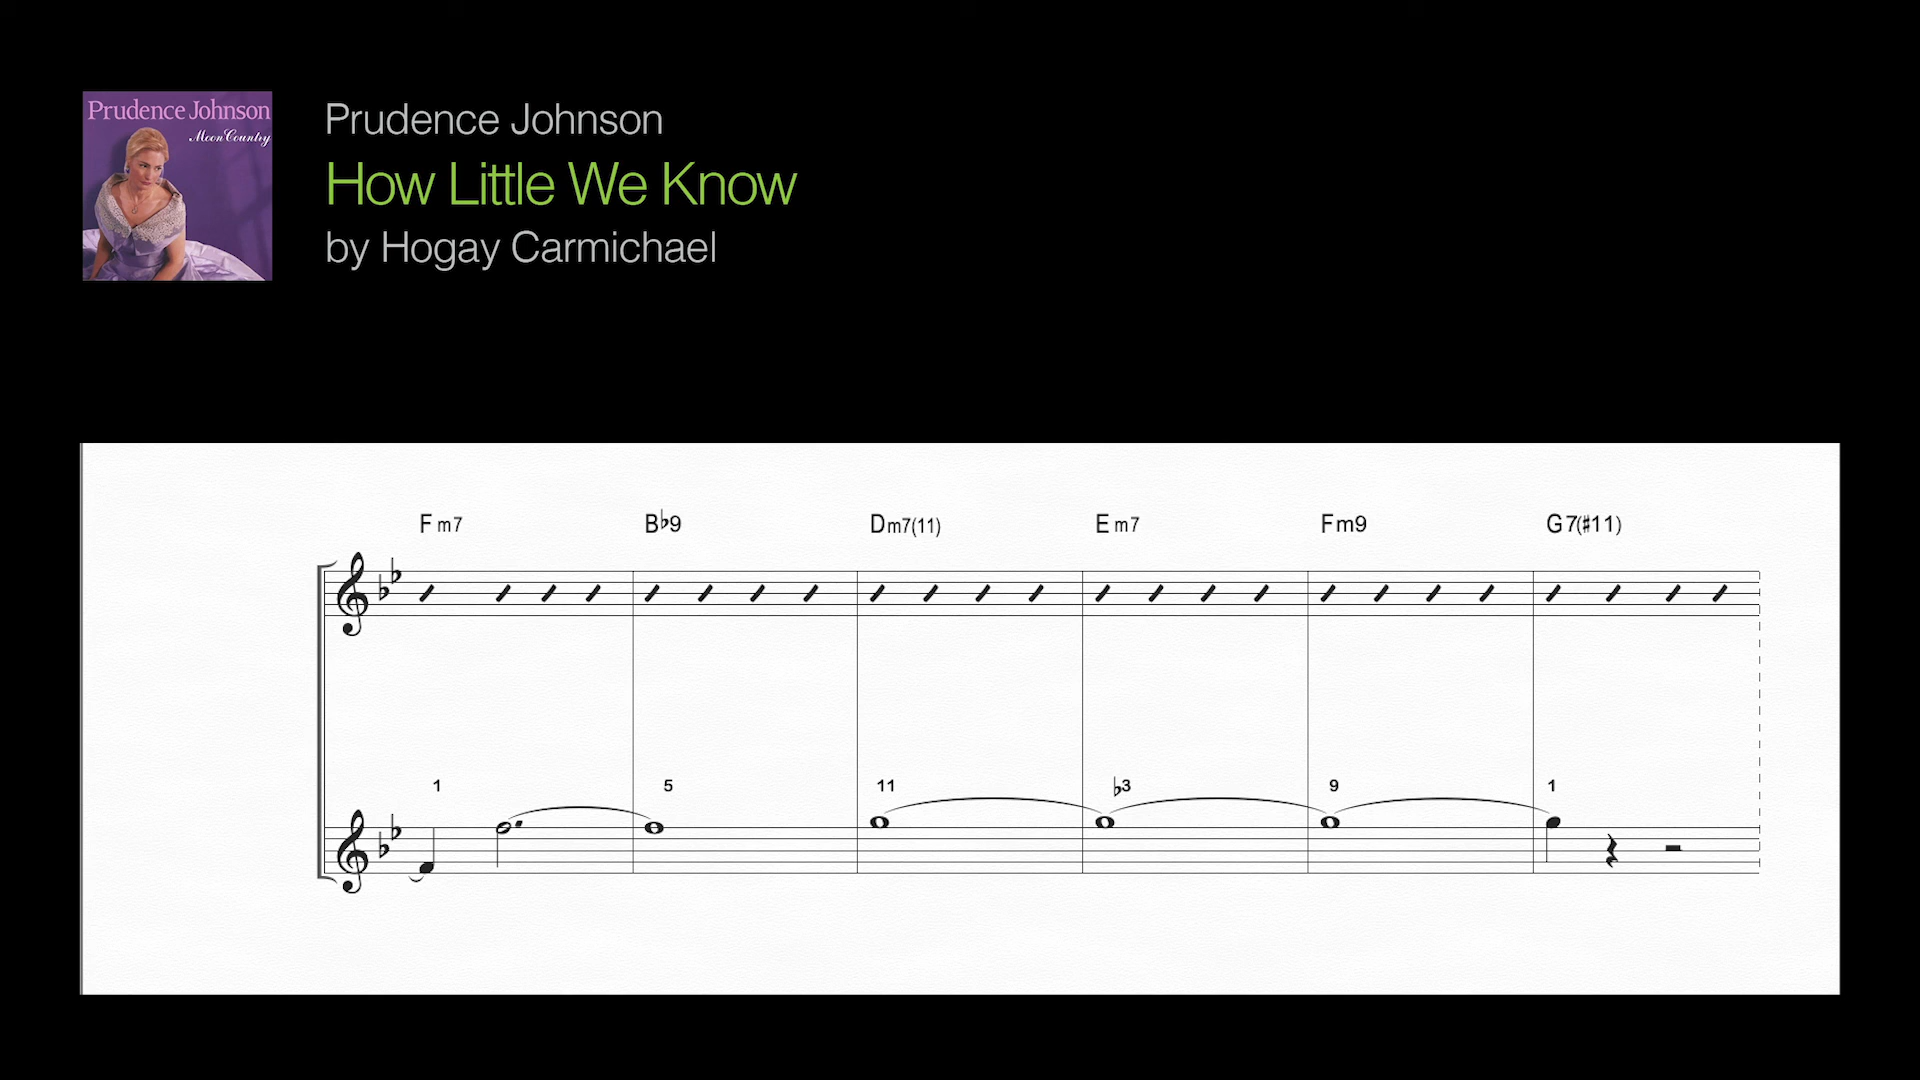 Prudence Johnson
Moon Country
Prudence Johnson
How Little We Know
by Hogay Carmichael
Fm7 B♭9 Dm7(11) Em7 Fm9 G7(♯11)
1 5 11 ♭3 9 1